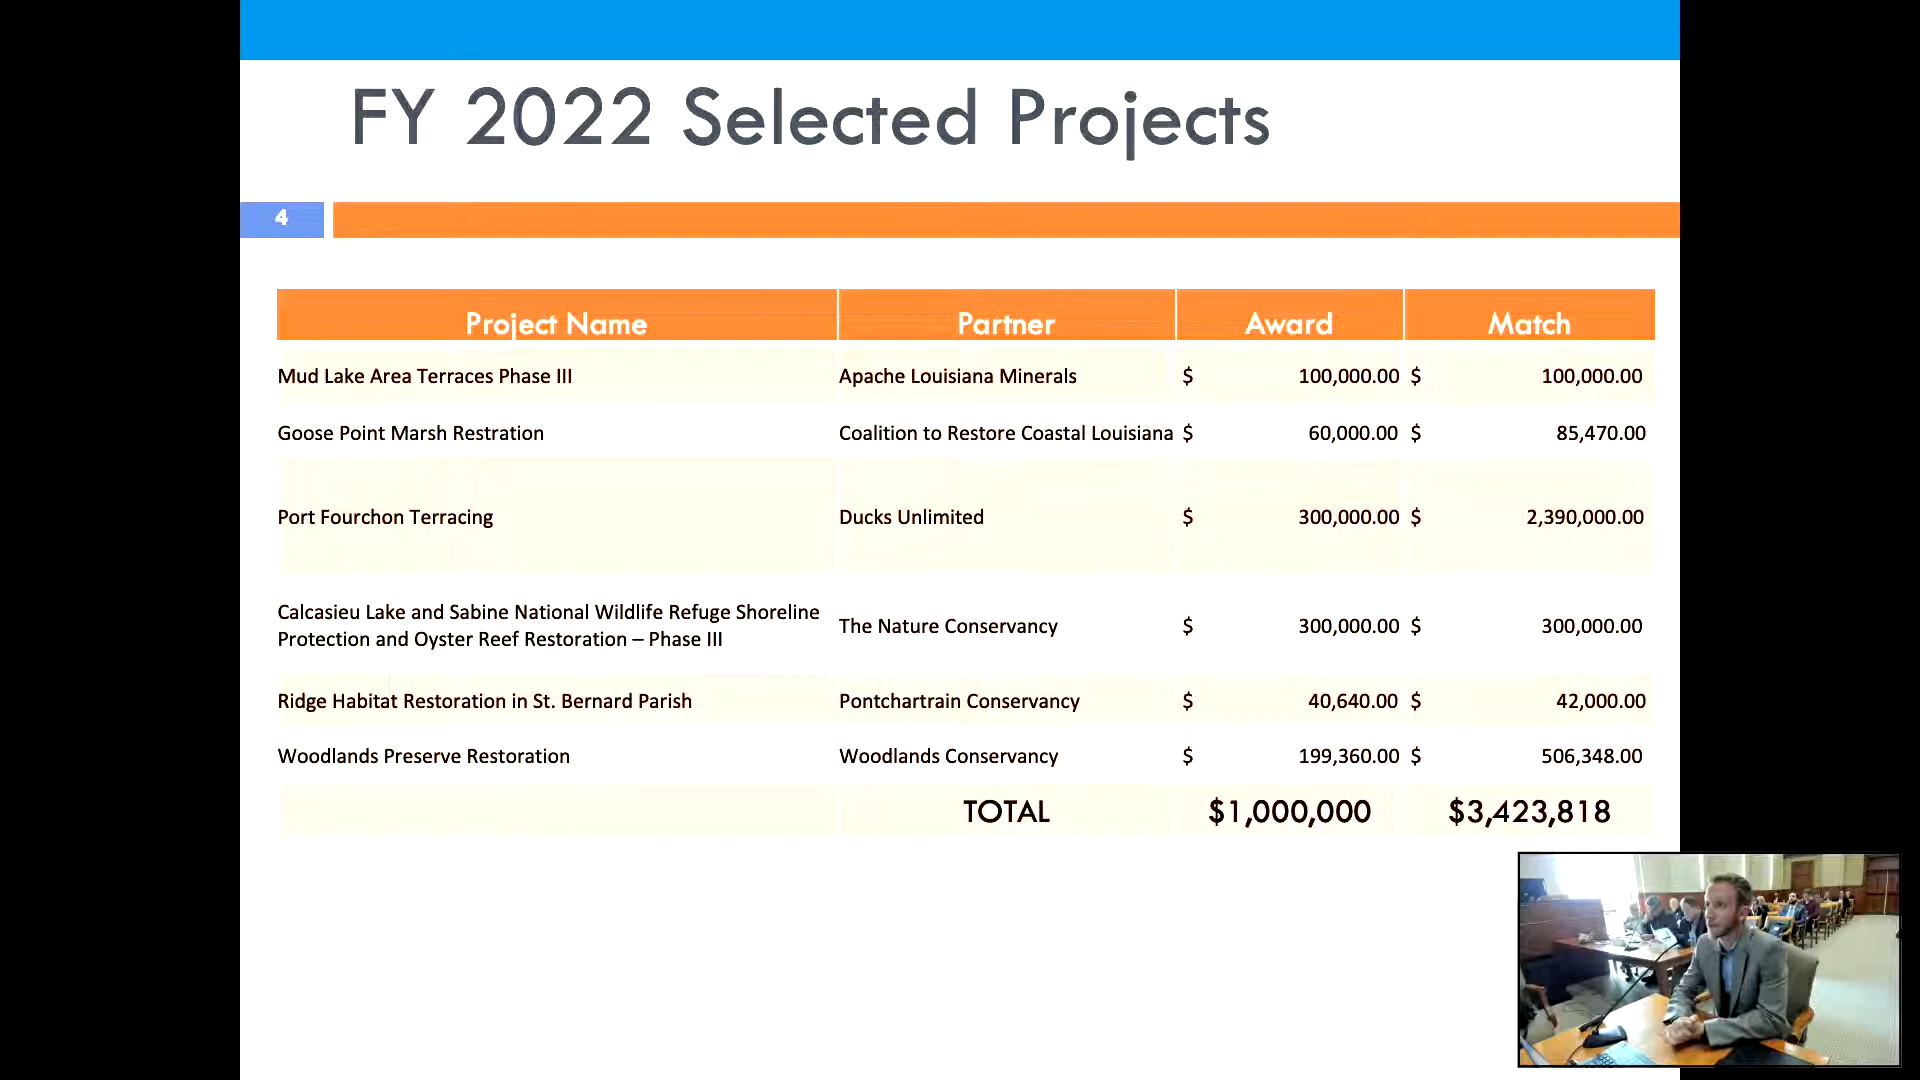 FY 2022 Selected Projects
4
Project Name Partner Award Match
Mud Lake Area Terraces Phase III Apache Louisiana Minerals $ 100,000.00 $ 100,000.00
Goose Point Marsh Restration Coalition to Restore Coastal Louisiana $ 60,000.00 $ 85,470.00
Port Fourchon Terracing Ducks Unlimited $ 300,000.00 $ 2,390,000.00
Calcasieu Lake and Sabine National Wildlife Refuge Shoreline
Protection and Oyster Reef Restoration – Phase III The Nature Conservancy $ 300,000.00 $ 300,000.00
Ridge Habitat Restoration in St. Bernard Parish Pontchartrain Conservancy $ 40,640.00 $ 42,000.00
Woodlands Preserve Restoration Woodlands Conservancy $ 199,360.00 $ 506,348.00
TOTAL $1,000,000 $3,423,818